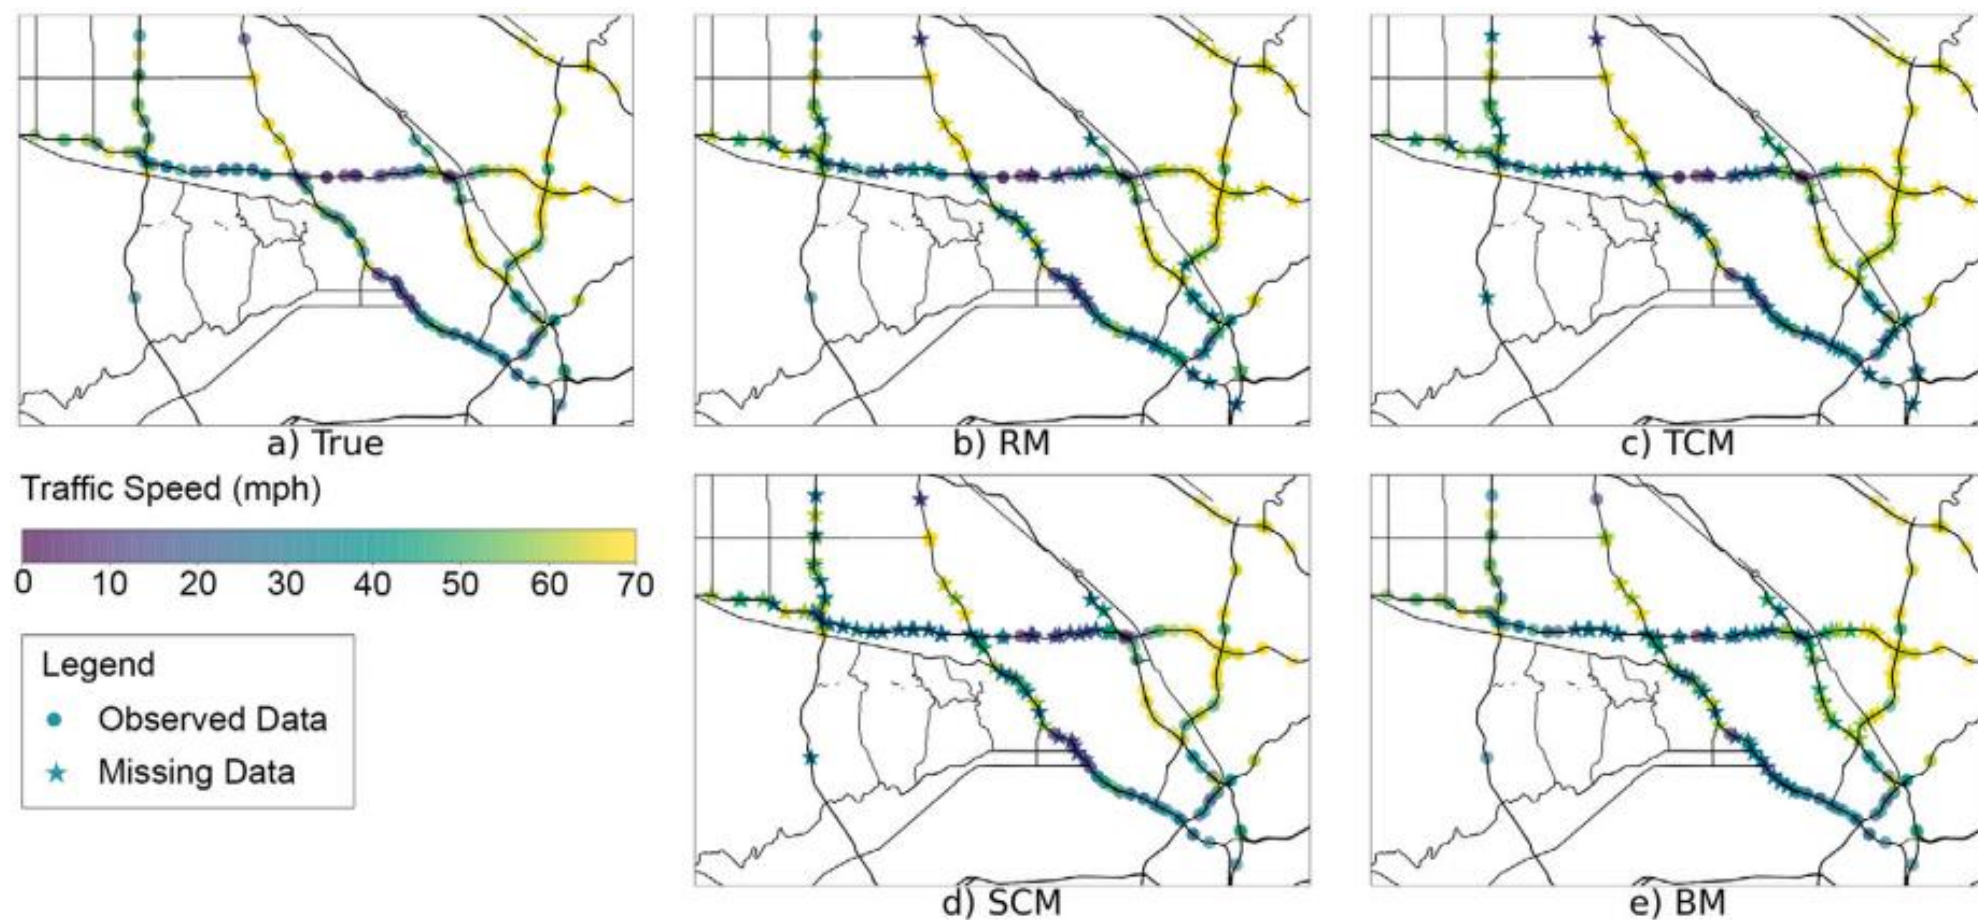 a) True
b) RM
c) TCM
Traffic Speed (mph)
0 10 20 30 40 50 60 70
Legend
Observed Data
Missing Data
d) SCM
e) BM